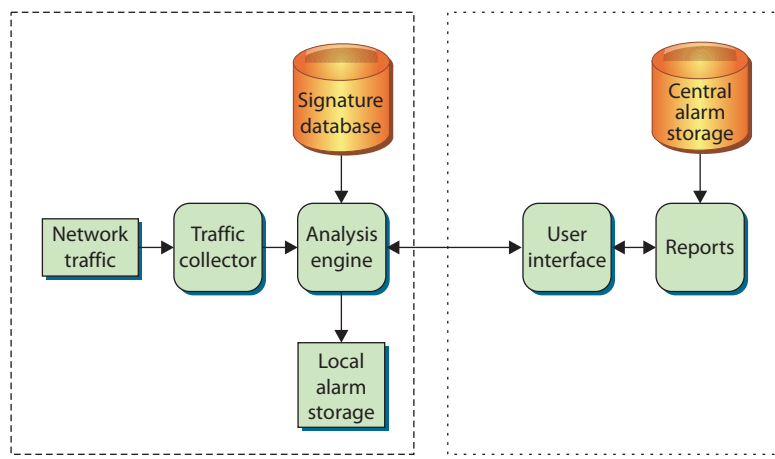 Signature
database
Central
alarm
storage
Network
traffic
Traffic
collector
Analysis
engine
User
interface
Reports
Local
alarm
storage